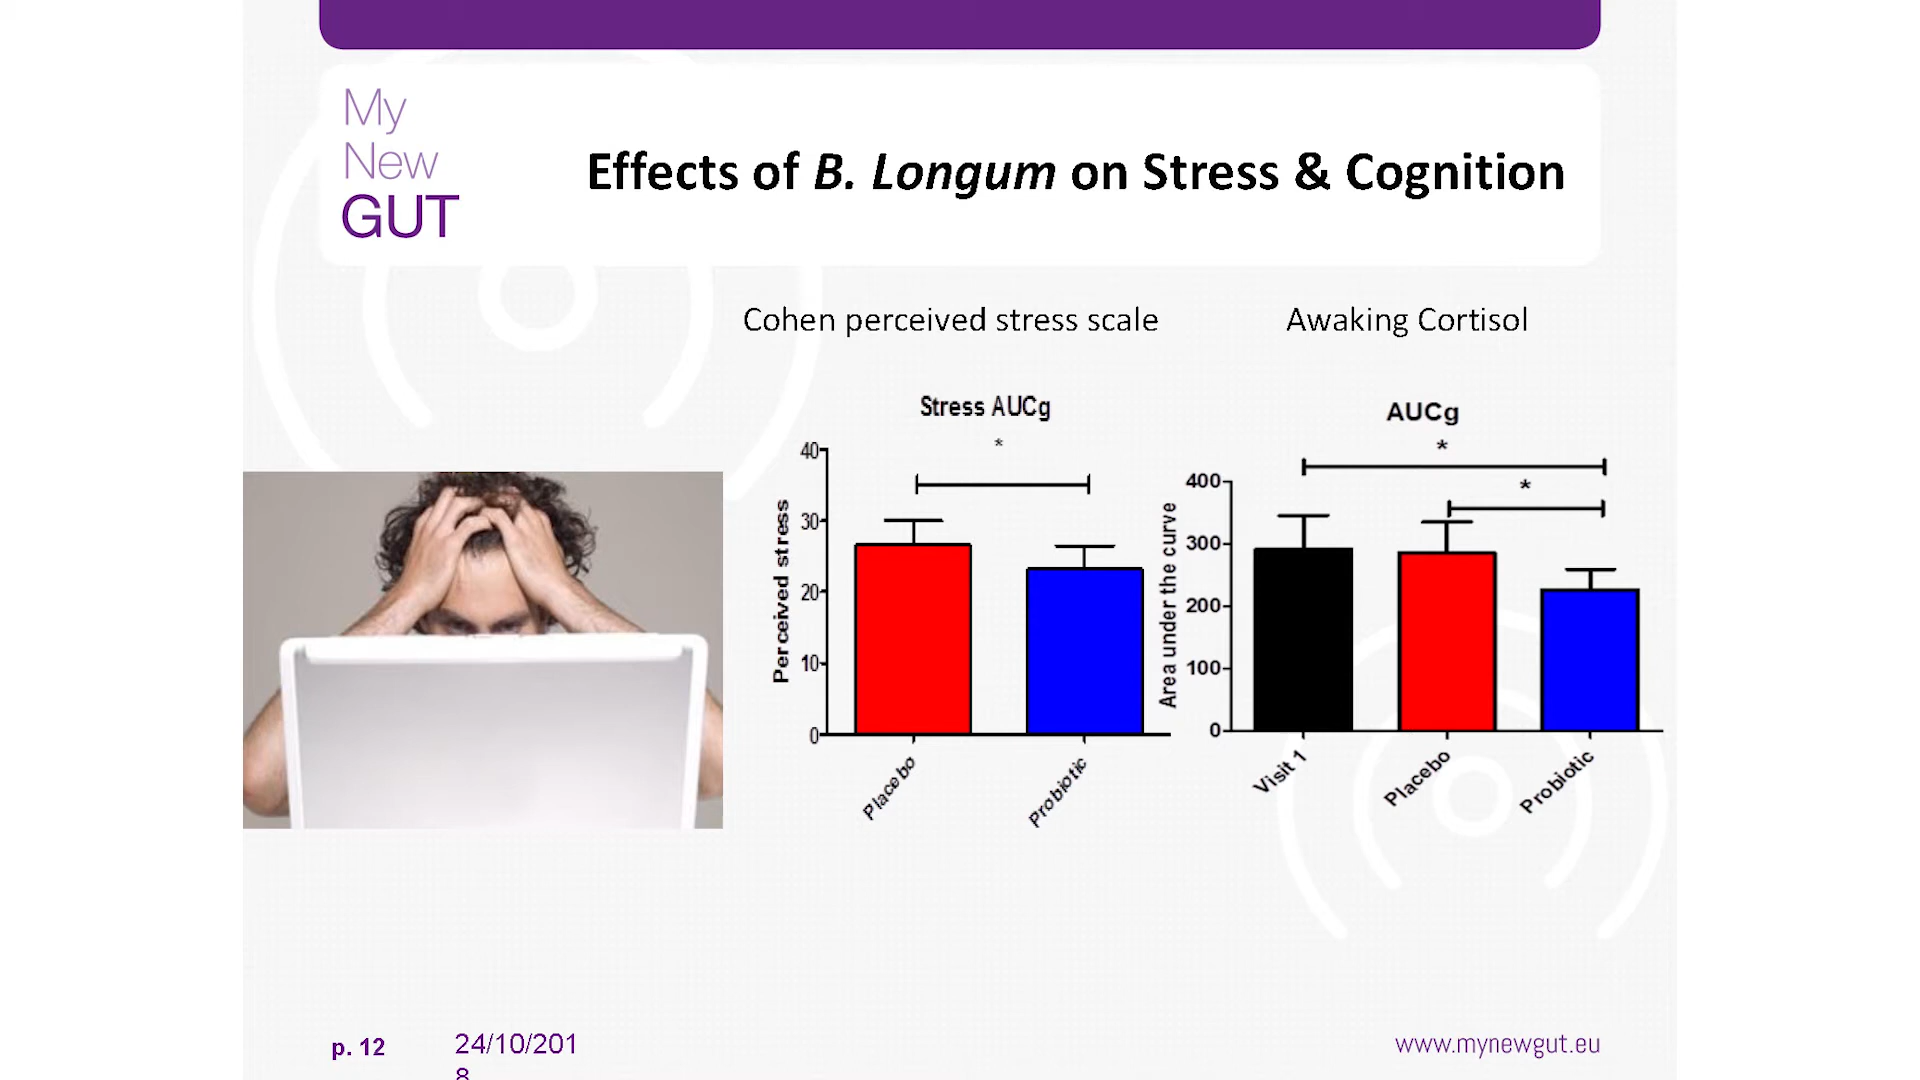 My
New
GUT
Effects of B. Longum on Stress & Cognition
Cohen perceived stress scale
Awaking Cortisol
Stress AUCg
*
40
30
20
10
0
Perceived stress
Placebo
Probiotic
AUCg
*
*
400
300
200
100
0
Area under the curve
Visit 1
Placebo
Probiotic
p. 12
24/10/201
8
www.mynewgut.eu